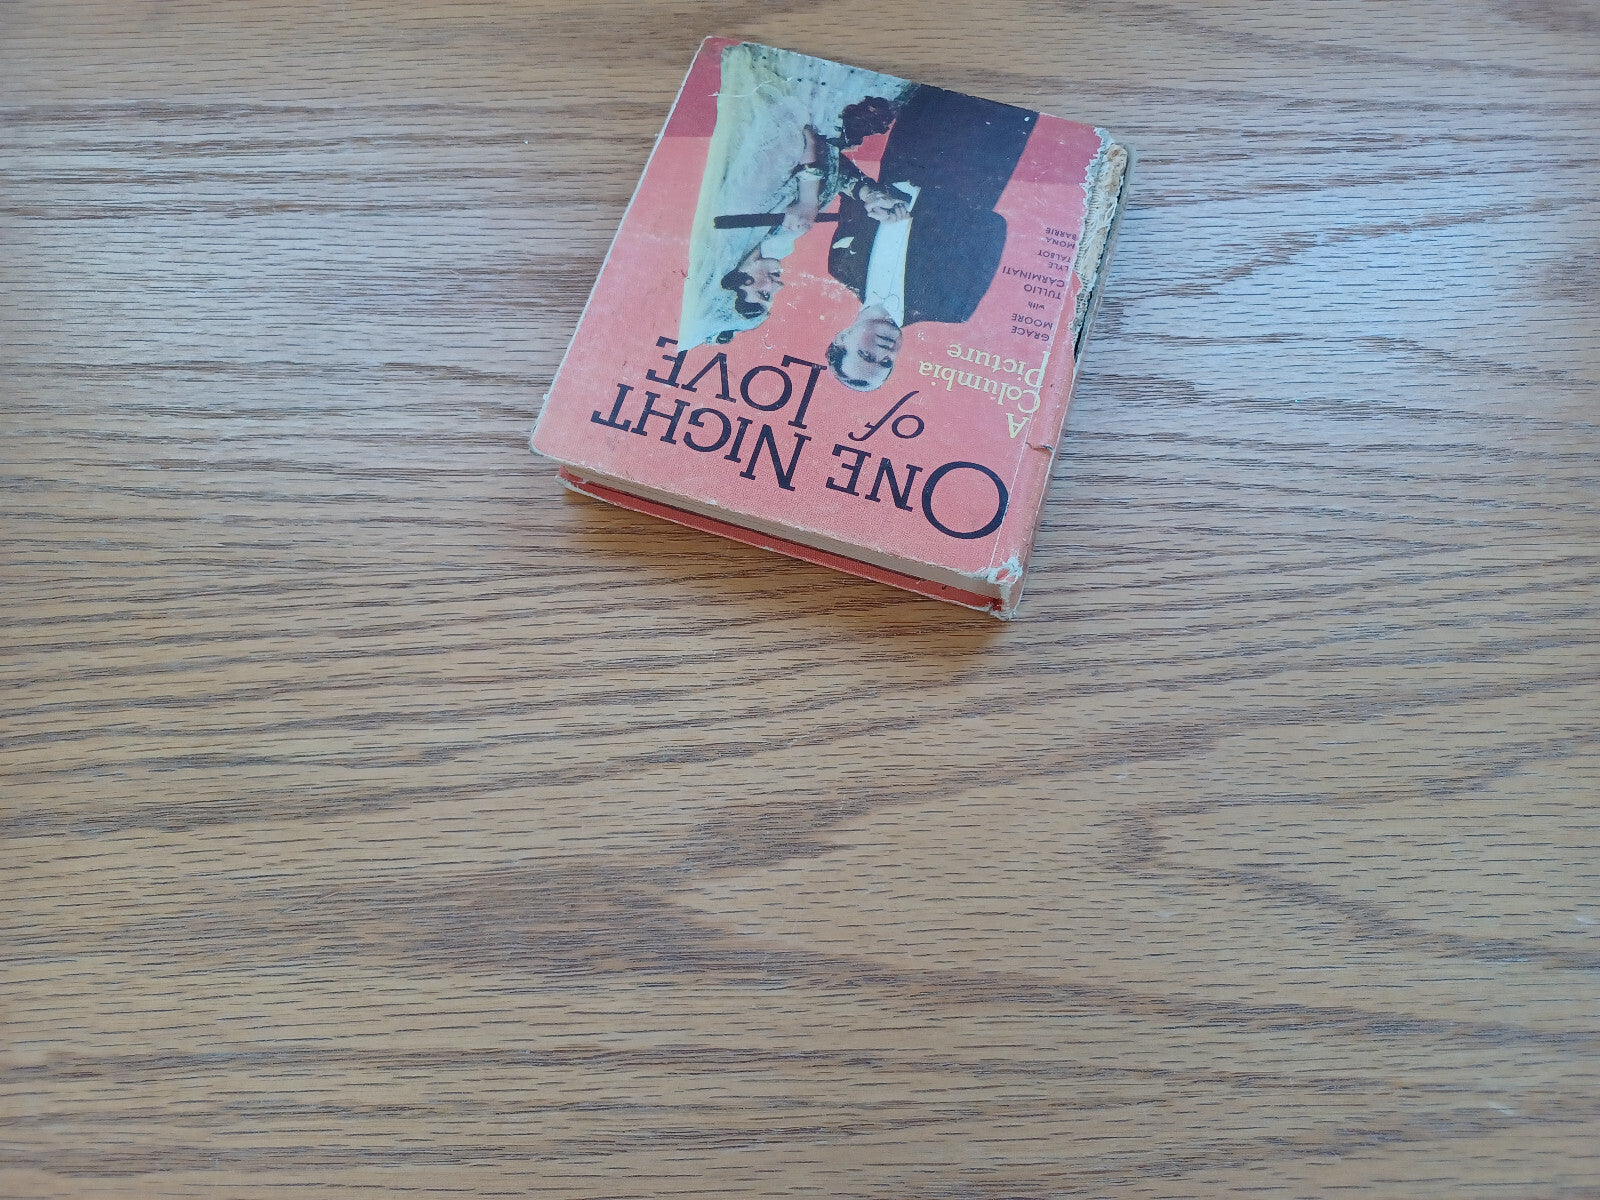 ONE NIGHT
of LOVE
A
Columbia
Picture
GRACE
MOORE
with
TULLIO
CARMINATI
LYLE
TALBOT
MONA
BARRIE